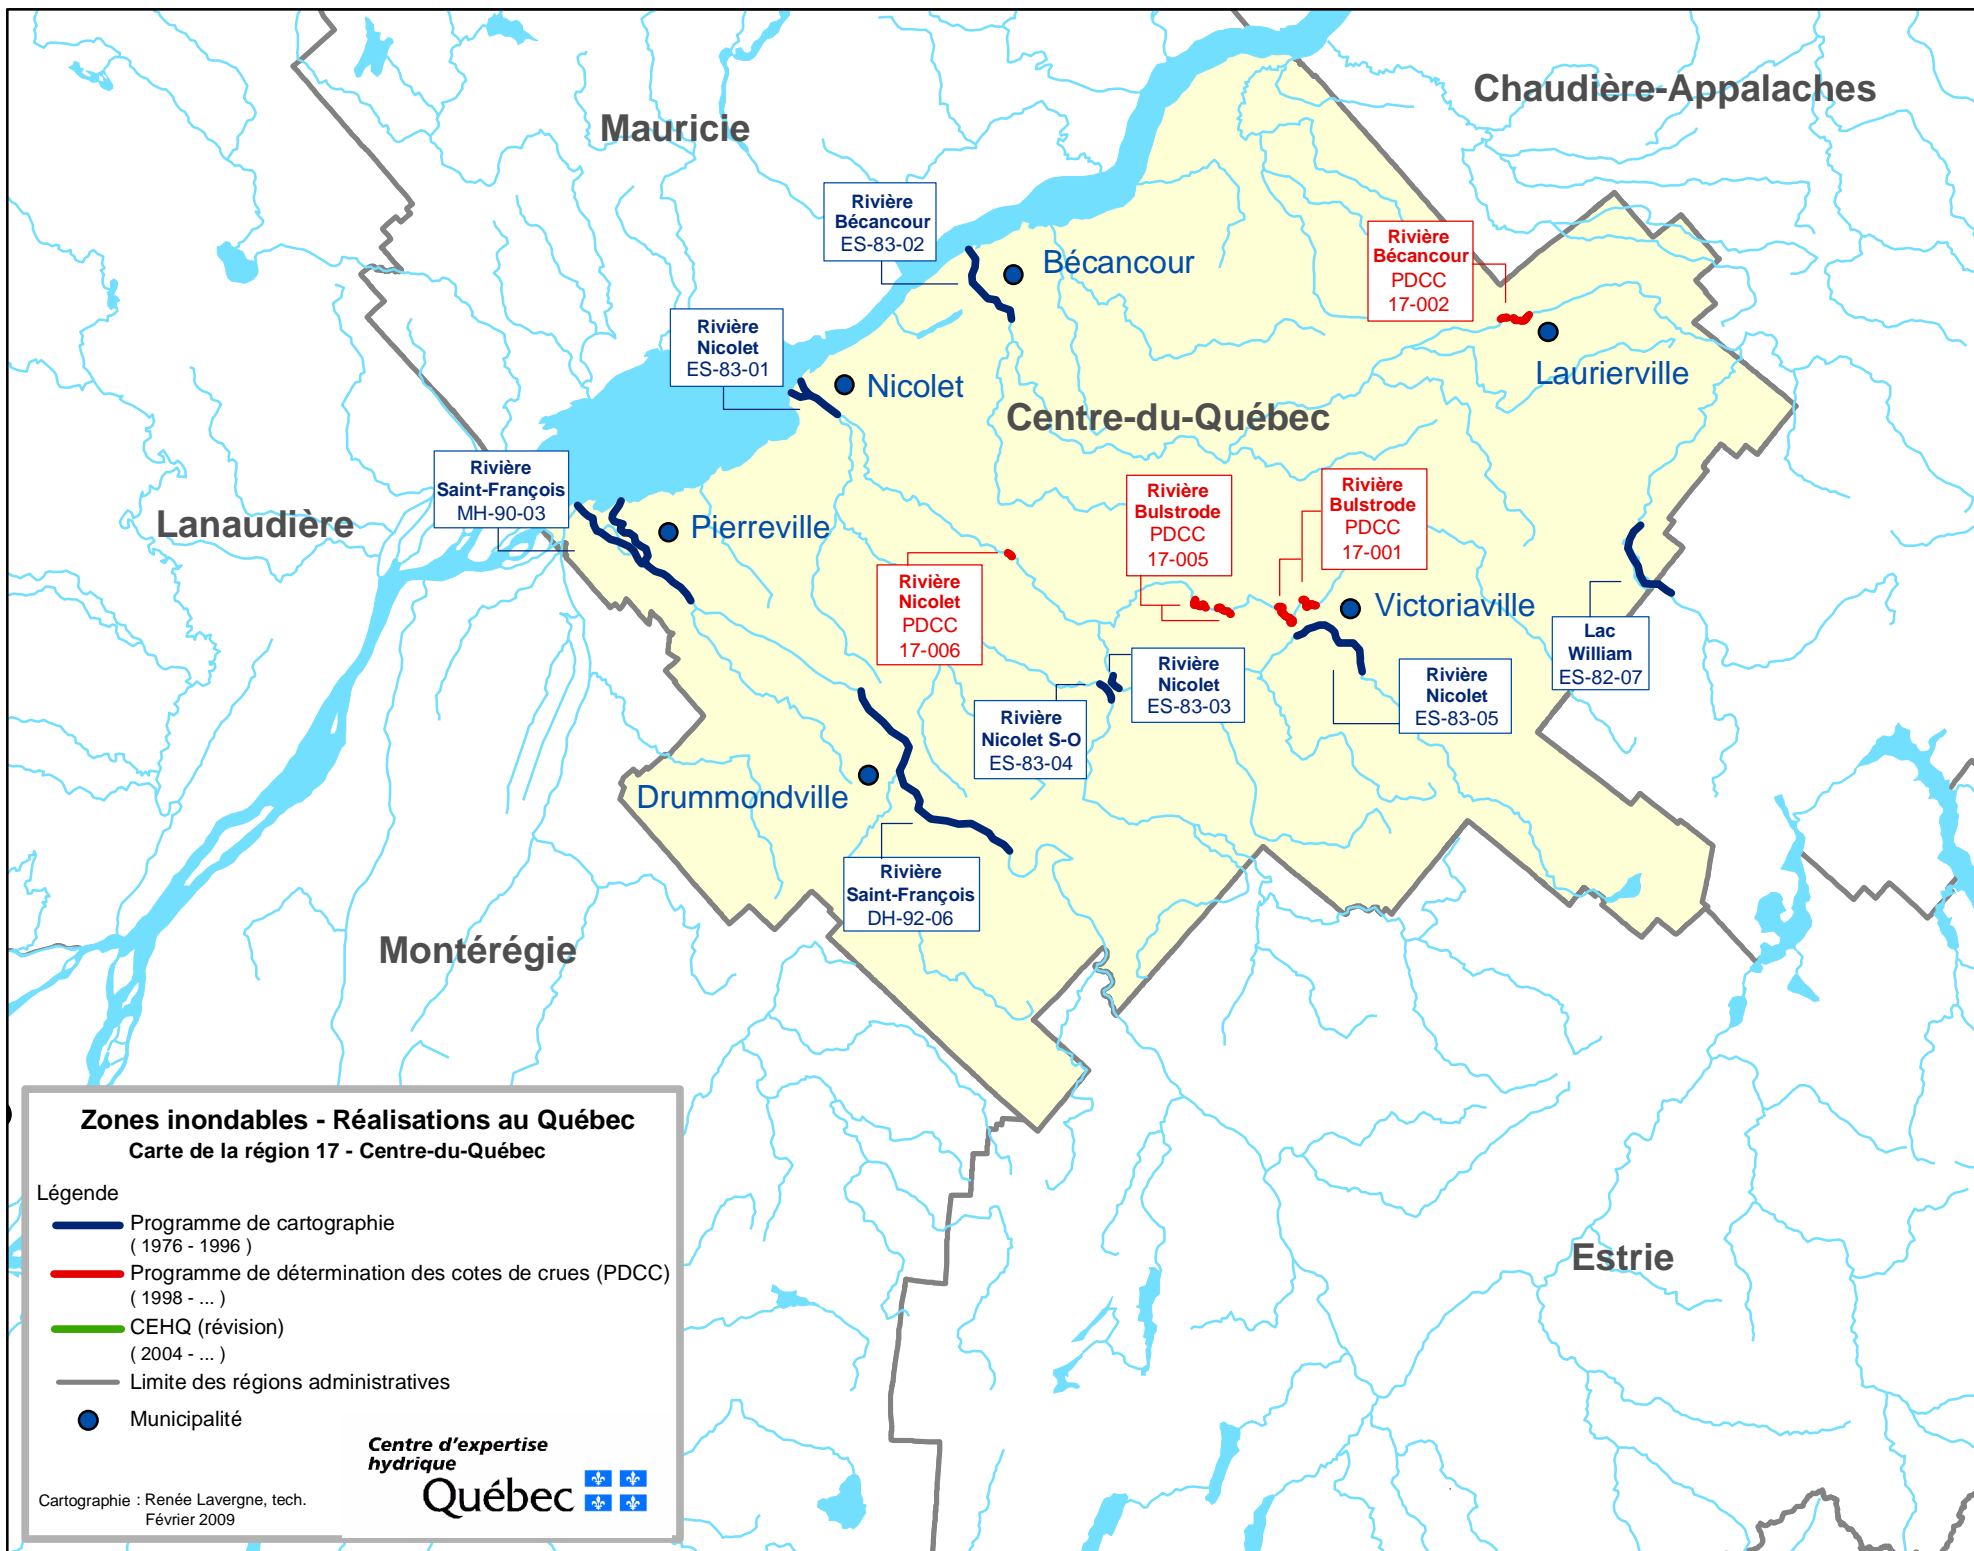 Chaudière-Appalaches
Mauricie
Rivière
Bécancour
ES-83-02
Bécancour
Rivière
Bécancour
PDCC
17-002
Rivière
Nicolet
ES-83-01
Nicolet
Laurierville
Centre-du-Québec
Rivière
Saint-François
MH-90-03
Lanaudière
Pierreville
Rivière
Bulstrode
PDCC
17-005
Rivière
Bulstrode
PDCC
17-001
Rivière
Nicolet
PDCC
17-006
Victoriaville
Lac
William
ES-82-07
Rivière
Nicolet
ES-83-03
Rivière
Nicolet
ES-83-05
Rivière
Nicolet S-O
ES-83-04
Drummondville
Rivière
Saint-François
DH-92-06
Montérégie
Estrie
Zones inondables - Réalisations au Québec
Carte de la région 17 - Centre-du-Québec
Légende
Programme de cartographie
( 1976 - 1996 )
Programme de détermination des cotes de crues (PDCC)
( 1998 - ... )
CEHQ (révision)
( 2004 - ... )
Limite des régions administratives
Municipalité
Centre d'expertise
hydrique
Québec
Cartographie : Renée Lavergne, tech.
Février 2009